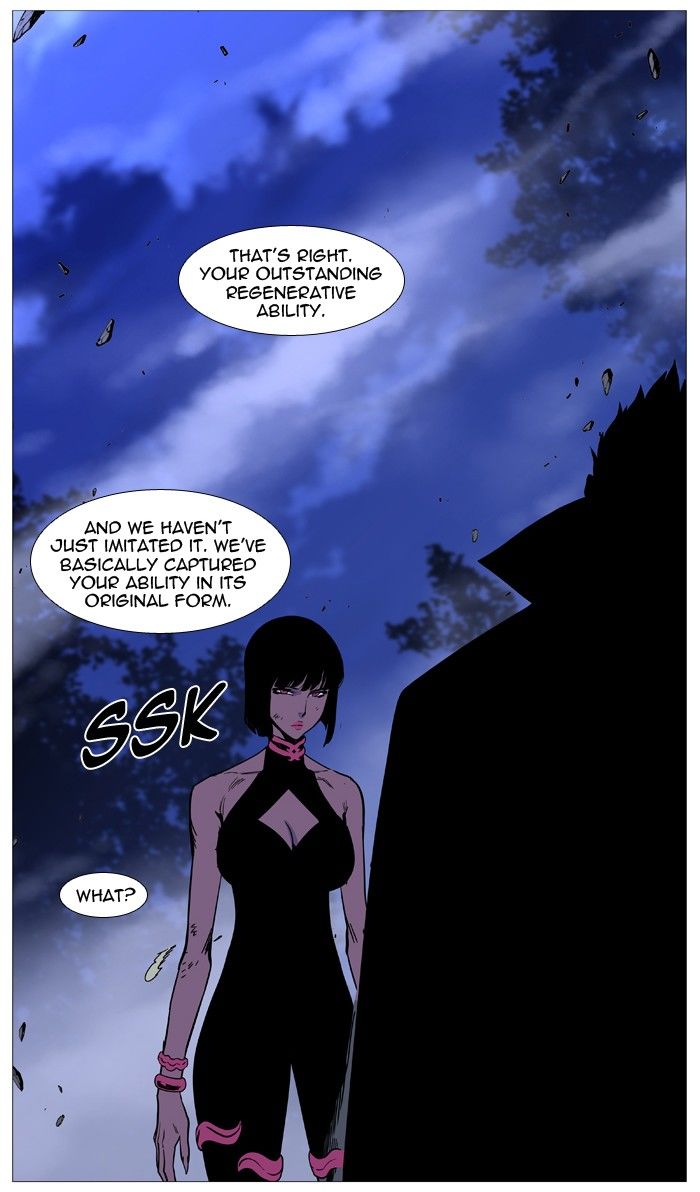 THAT'S RIGHT.
YOUR OUTSTANDING
REGENERATIVE
ABILITY.
AND WE HAVEN'T
JUST IMITATED IT. WE'VE
BASICALLY CAPTURED
YOUR ABILITY IN ITS
ORIGINAL FORM.
SSK
WHAT?